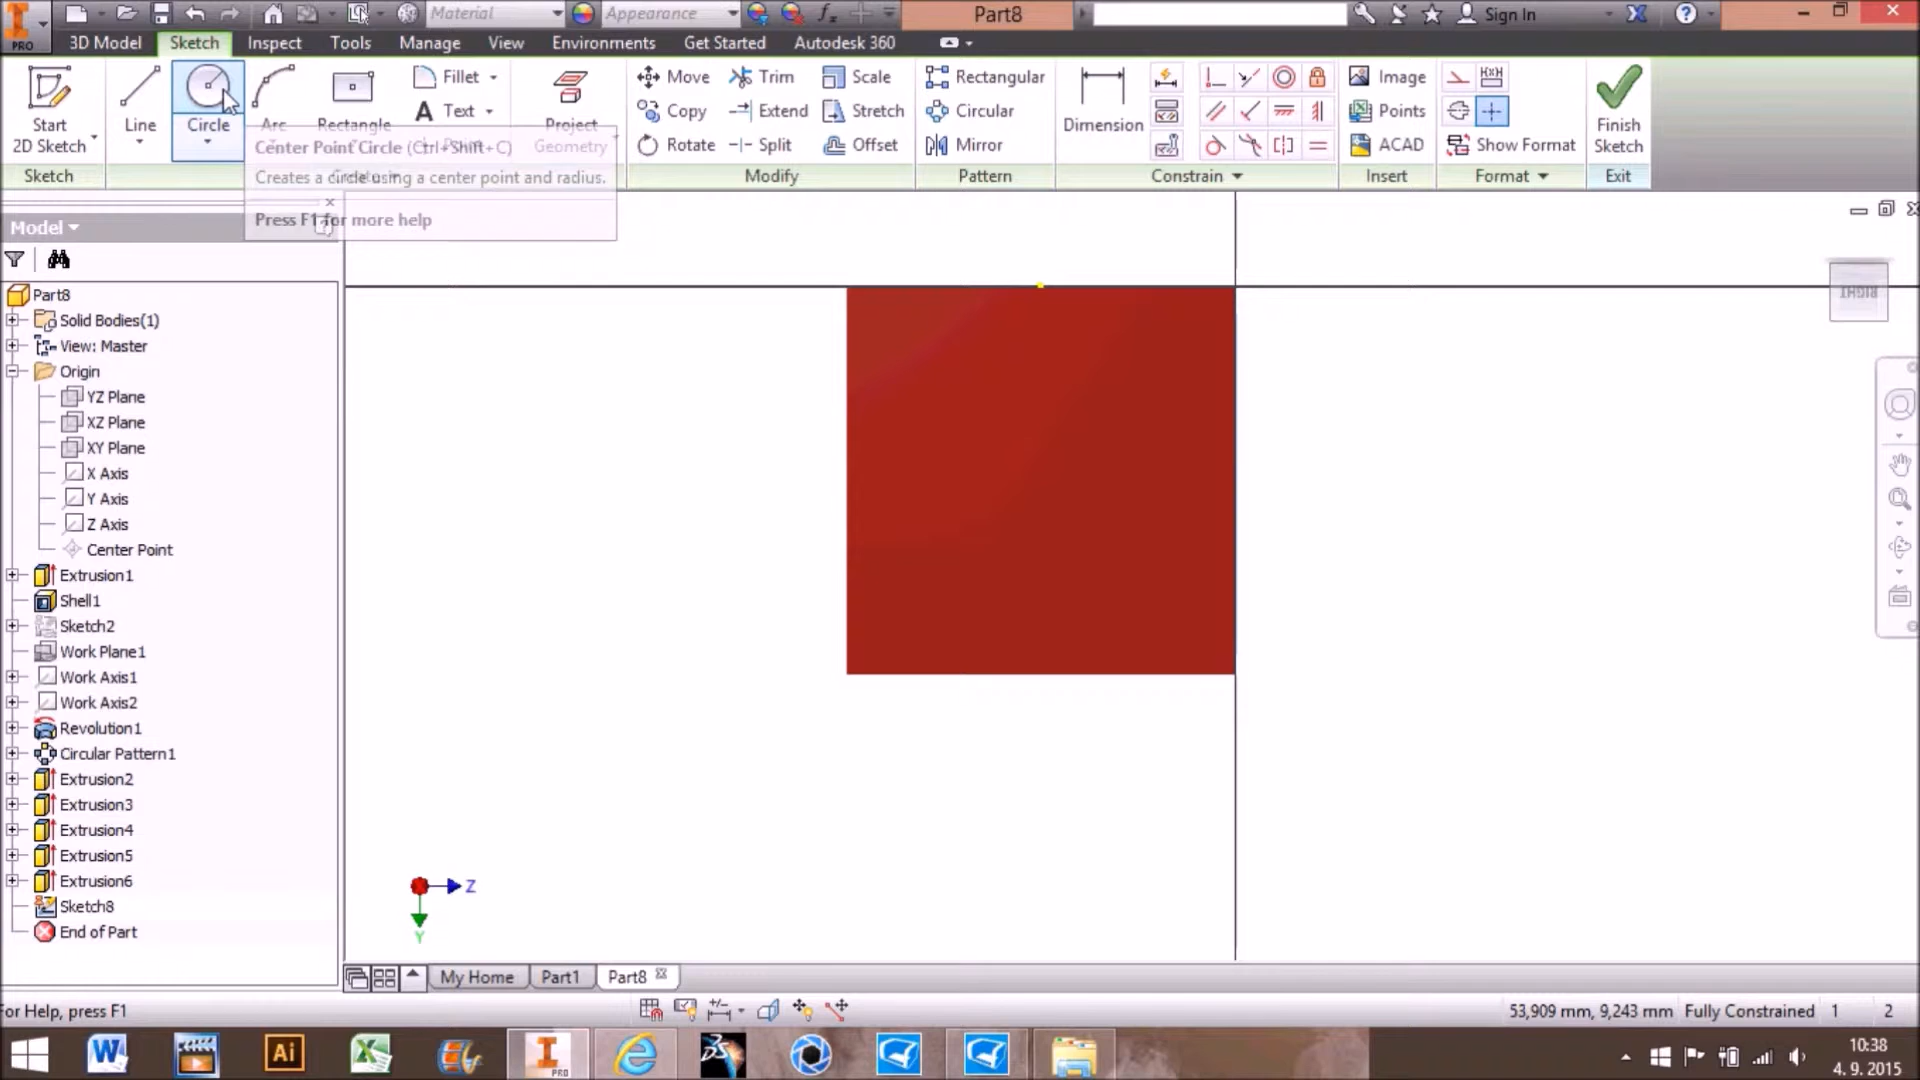 Material
Appearance
Part8
Sign In
PRO
3D Model
Sketch
Inspect
Tools
Manage
View
Environments
Get Started
Autodesk 360
Start
2D Sketch
Line
Circle
Arc
Rectangle
Fillet
Text
Point
Project
Geometry
Move
Copy
Rotate
Trim
Extend
Split
Scale
Stretch
Offset
Rectangular
Circular
Mirror
Dimension
Image
Points
ACAD
Show Format
Finish
Sketch
Sketch
Modify
Pattern
Constrain
Insert
Format
Exit
Center Point Circle (Ctrl+Shift+C)
Creates a circle using a center point and radius.
Press F1 for more help
Model
Part8
Solid Bodies(1)
View: Master
Origin
YZ Plane
XZ Plane
XY Plane
X Axis
Y Axis
Z Axis
Center Point
Extrusion1
Shell1
Sketch2
Work Plane1
Work Axis1
Work Axis2
Revolution1
Circular Pattern1
Extrusion2
Extrusion3
Extrusion4
Extrusion5
Extrusion6
Sketch8
End of Part
RIGHT
Z
Y
My Home
Part1
Part8
For Help, press F1
53,909 mm, 9,243 mm
Fully Constrained
1
2
Ai
PRO
10:38
4. 9. 2015